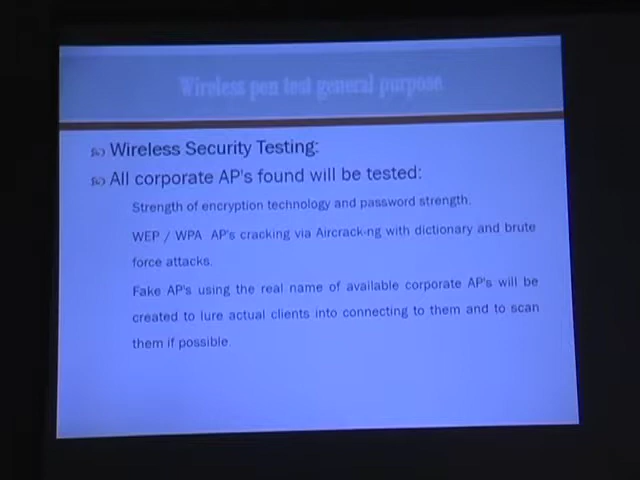 Wireless pen test general purpose
Wireless Security Testing:
All corporate AP's found will be tested:
Strength of encryption technology and password strength.
WEP / WPA AP's cracking via Aircrack-ng with dictionary and brute
force attacks.
Fake AP's using the real name of available corporate AP's will be
created to lure actual clients into connecting to them and to scan
them if possible.